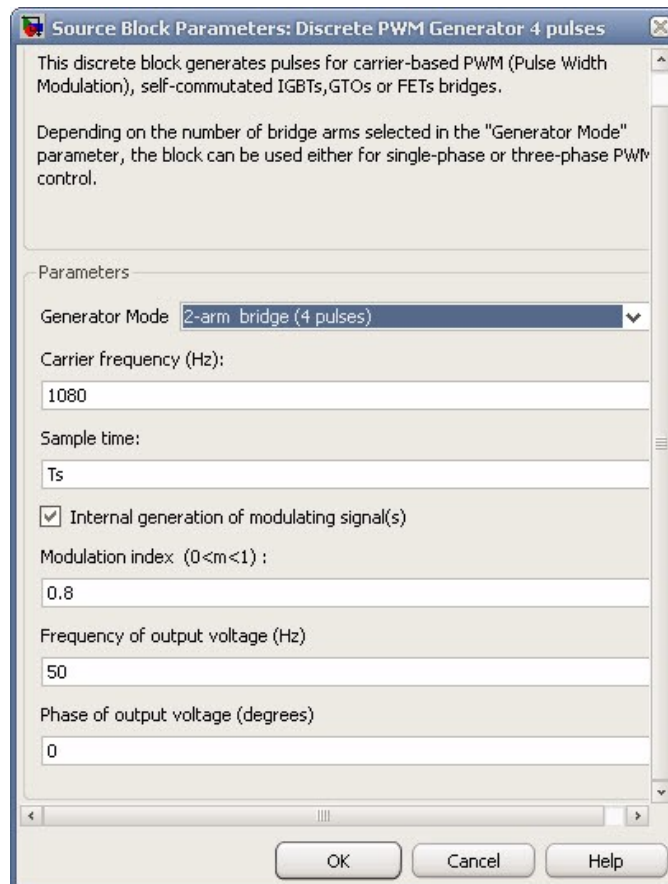 Source Block Parameters: Discrete PWM Generator 4 pulses
This discrete block generates pulses for carrier-based PWM (Pulse Width
Modulation), self-commutated IGBTs,GTOs or FETs bridges.
Depending on the number of bridge arms selected in the "Generator Mode"
parameter, the block can be used either for single-phase or three-phase PWM
control.
Parameters
Generator Mode 2-arm bridge (4 pulses)
Carrier frequency (Hz):
1080
Sample time:
Ts
Internal generation of modulating signal(s)
Modulation index (0<m<1) :
0.8
Frequency of output voltage (Hz)
50
Phase of output voltage (degrees)
0
OK Cancel Help